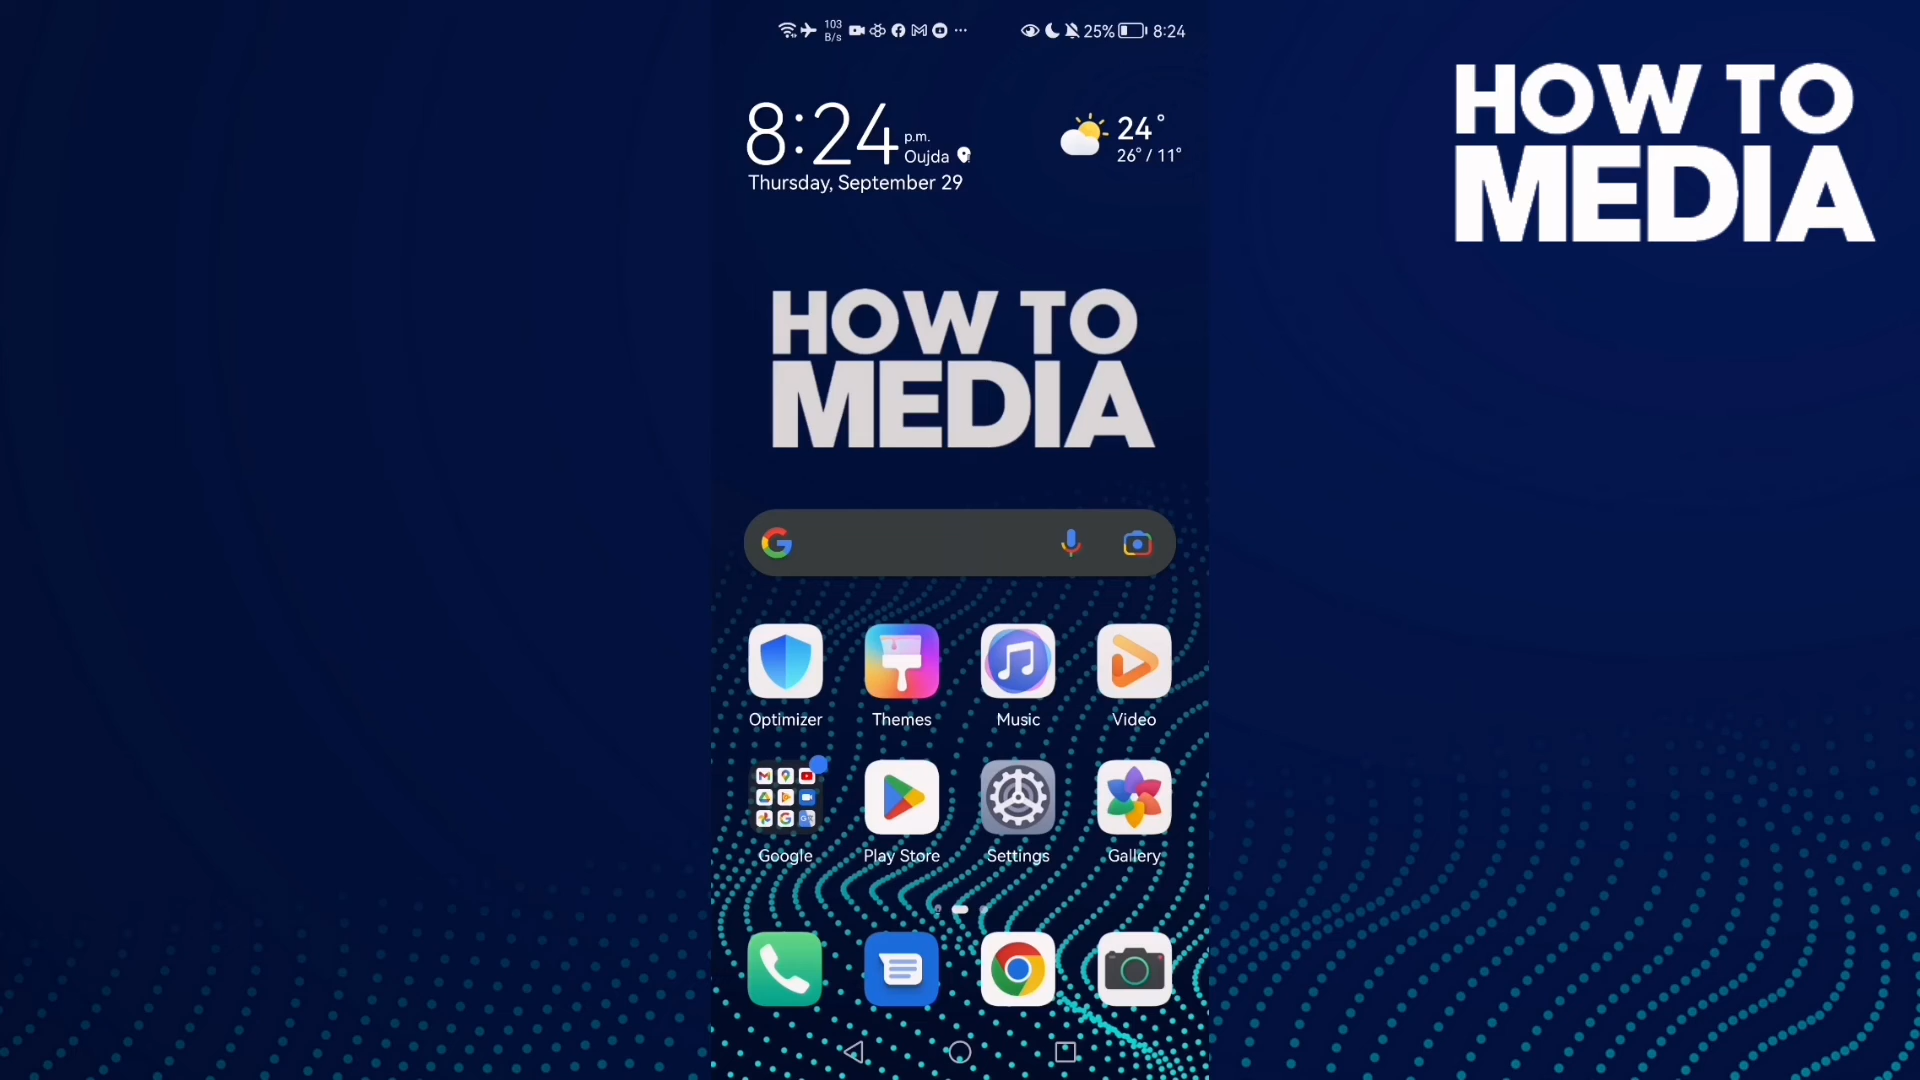 103
B/s
25%
8:24
8:24
p.m.
Oujda
Thursday, September 29
24°
26° / 11°
HOW TO
MEDIA
HOW TO
MEDIA
Optimizer
Themes
Music
Video
Google
Play Store
Settings
Gallery